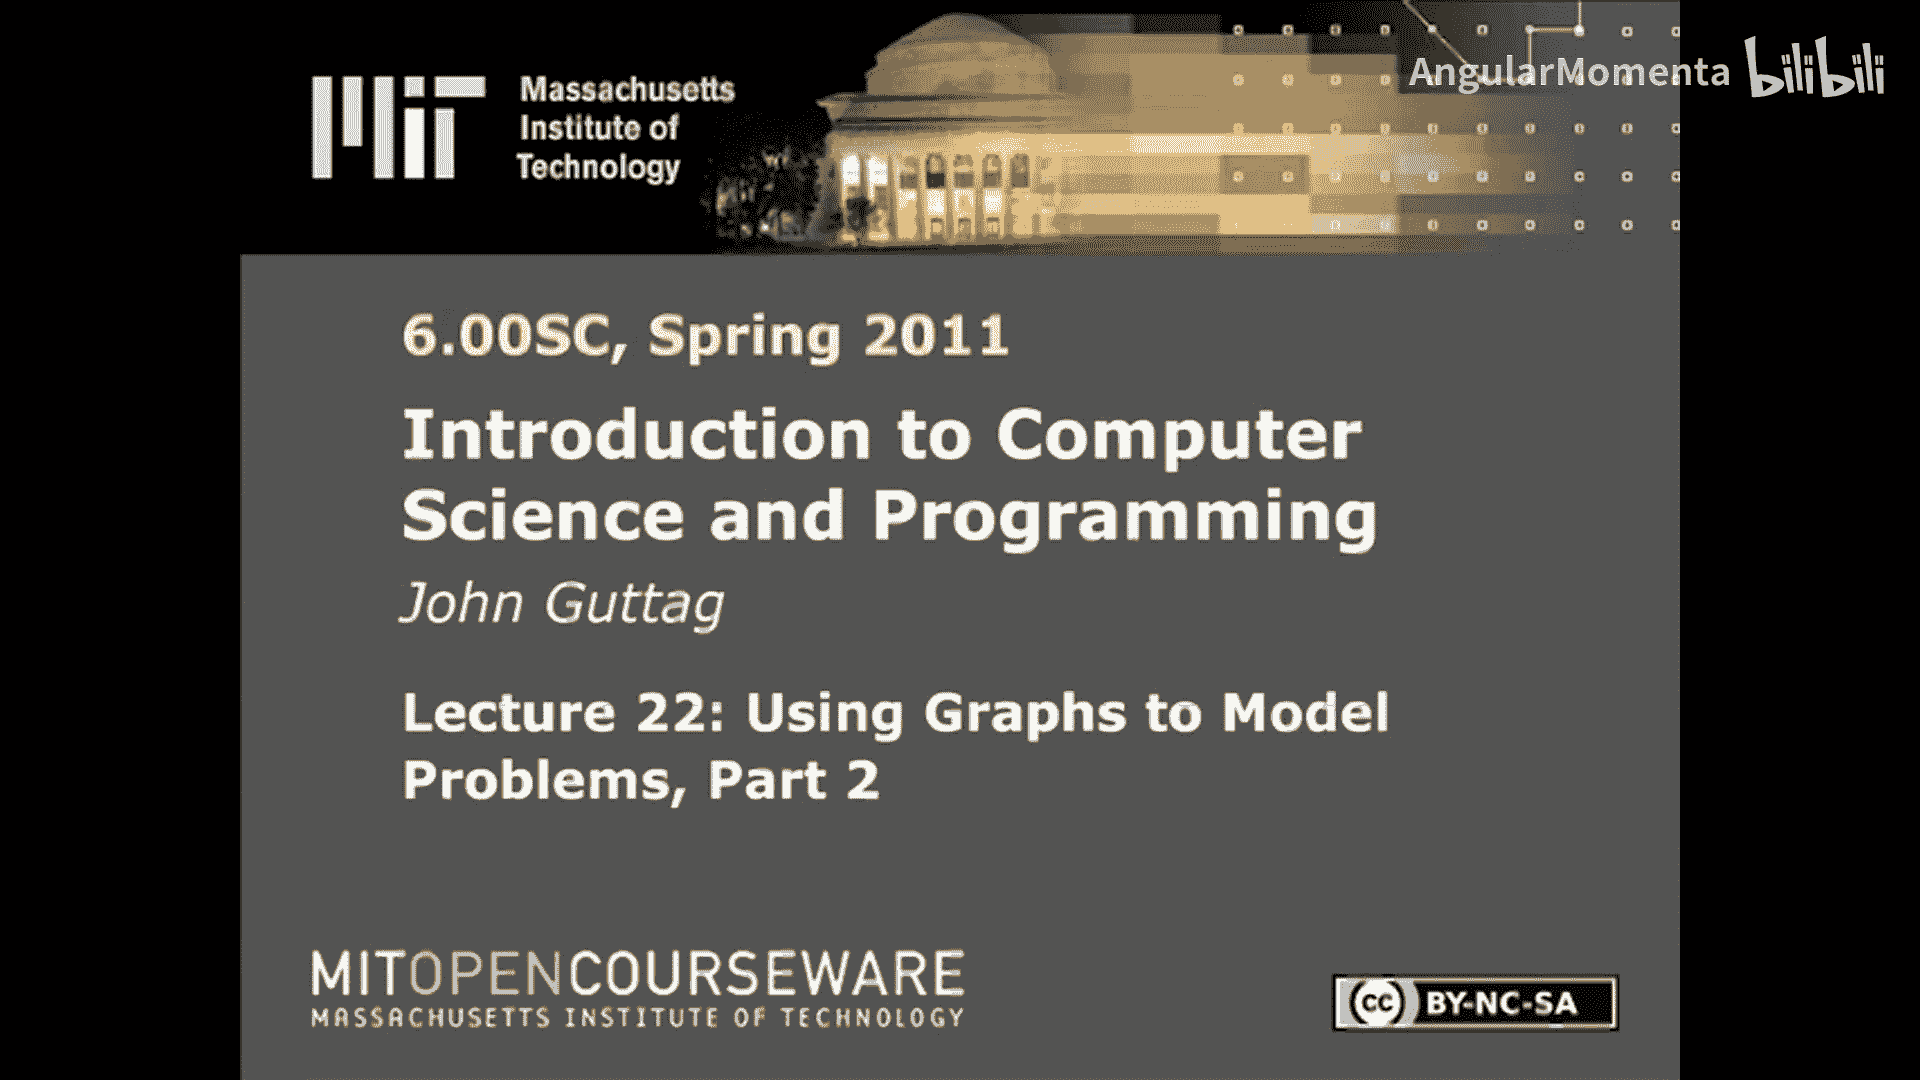 MIT
Massachusetts
Institute of
Technology
AngularMomenta bilibili
6.00SC, Spring 2011
Introduction to Computer
Science and Programming
John Guttag
Lecture 22: Using Graphs to Model
Problems, Part 2
MITOPENCOURSEWARE
MASSACHUSETTS INSTITUTE OF TECHNOLOGY
cc BY-NC-SA